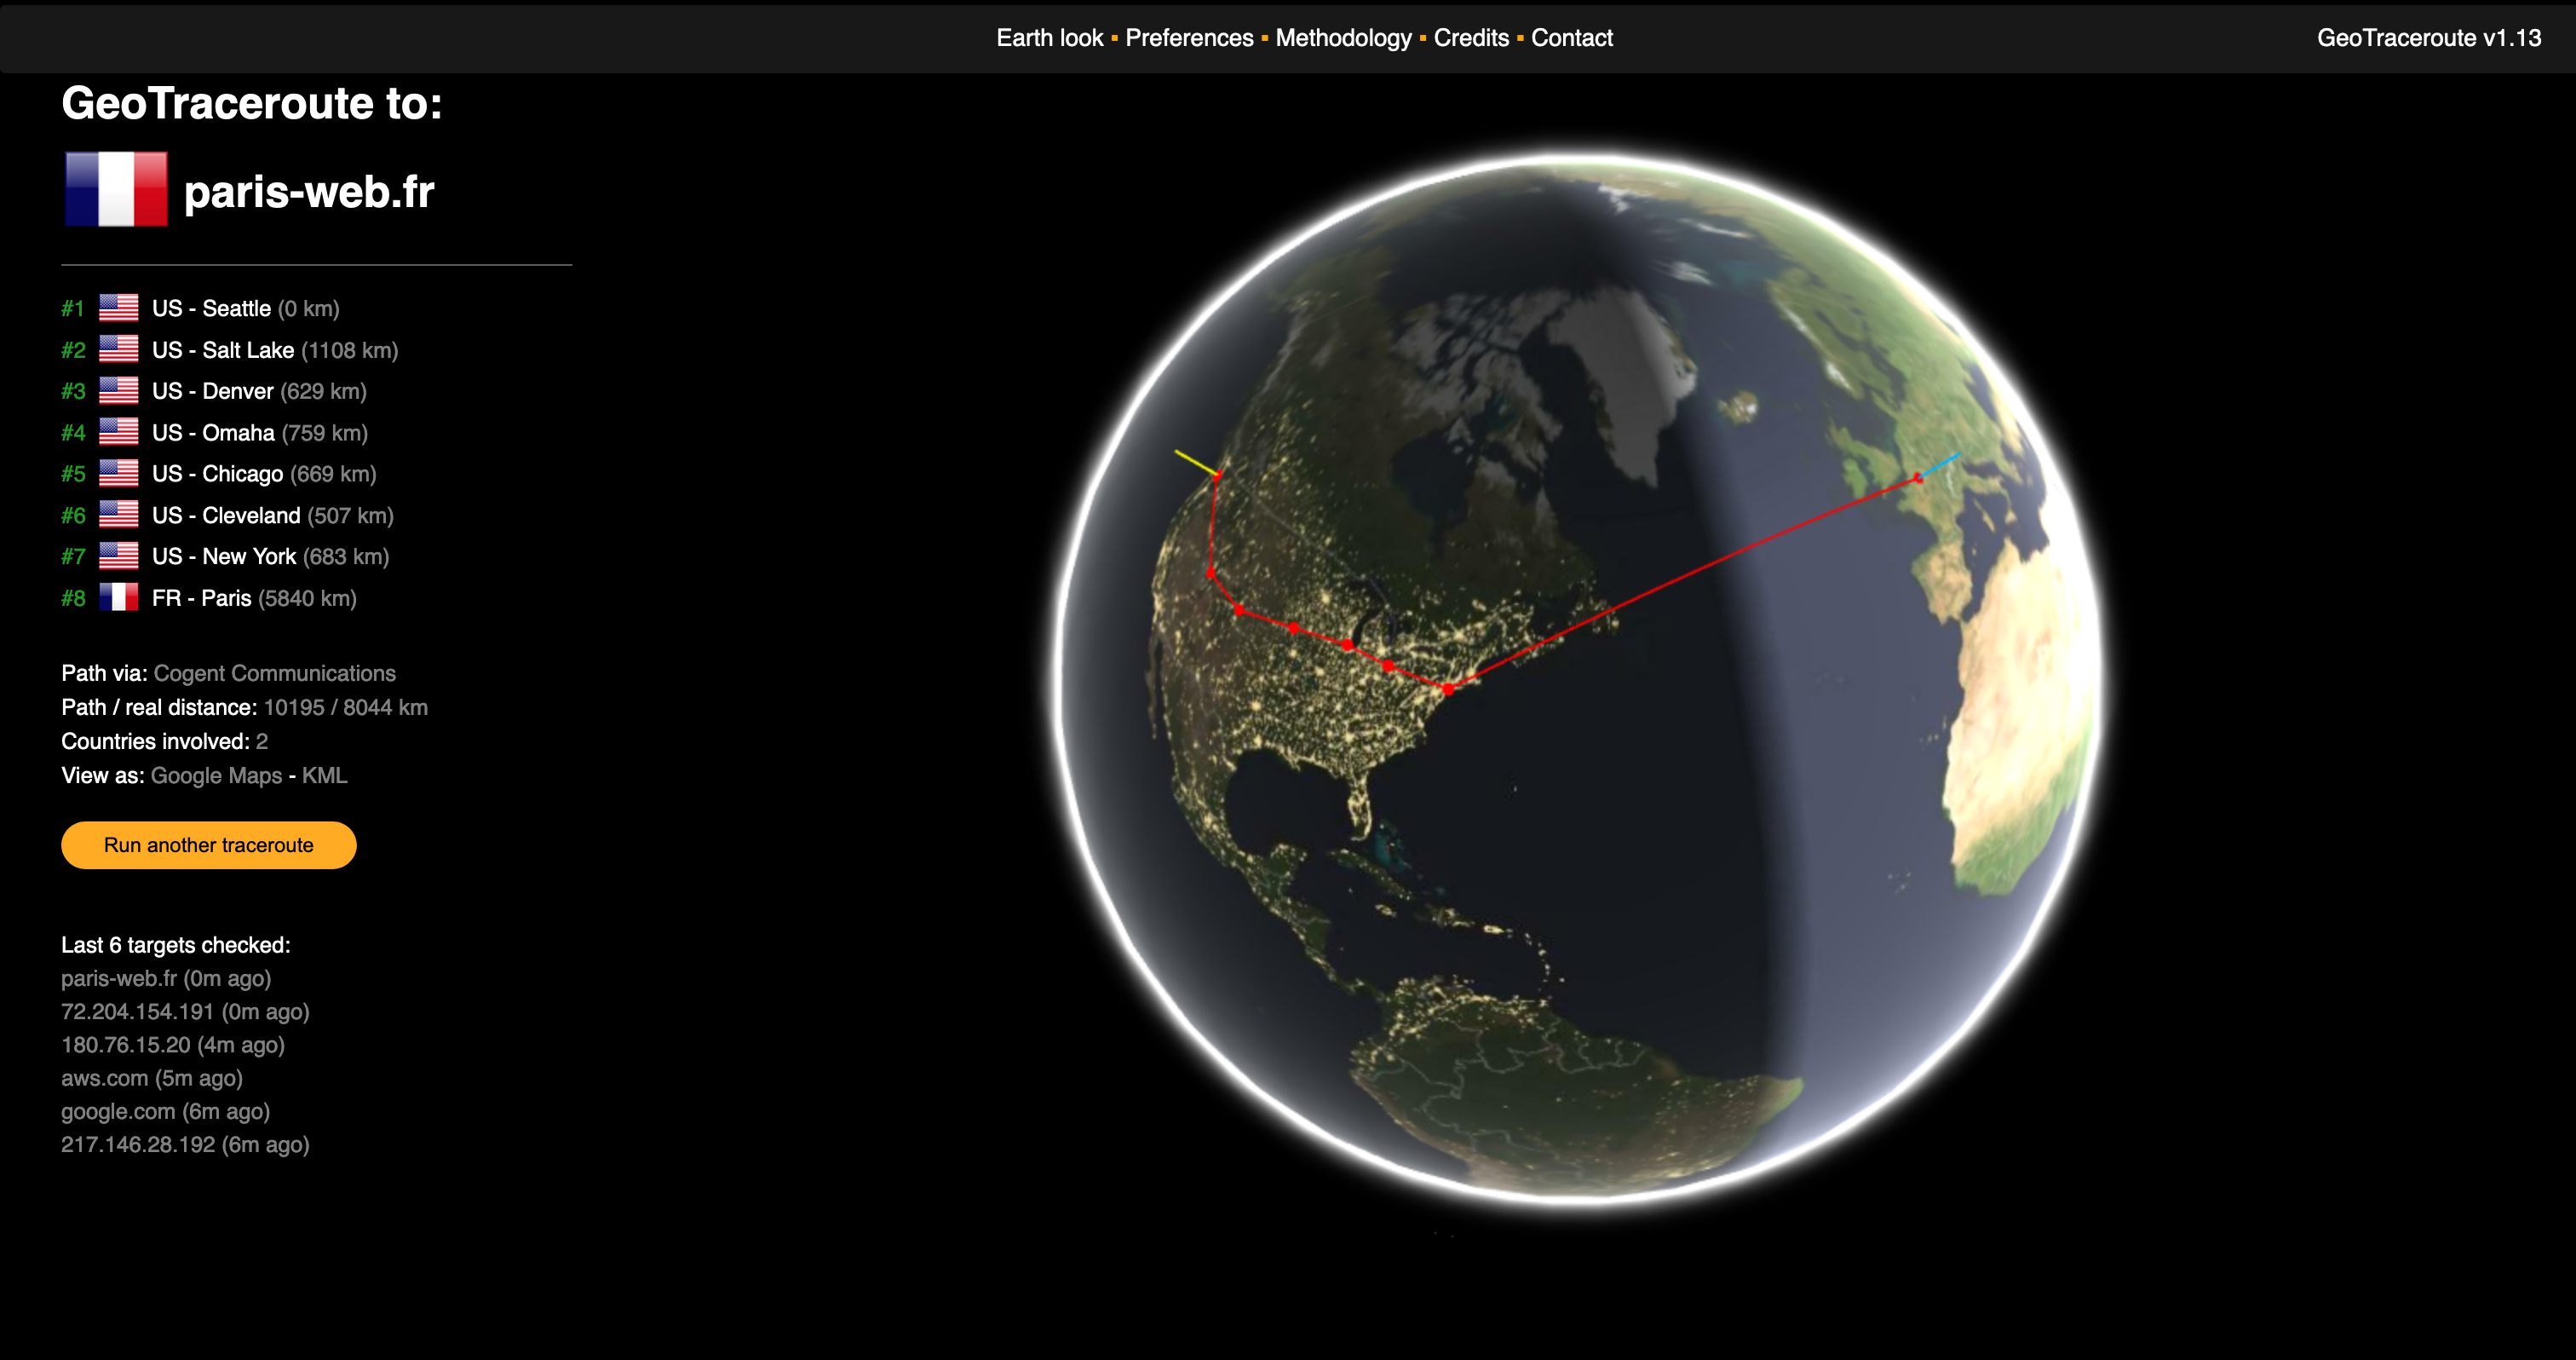 Earth look ▪ Preferences ▪ Methodology ▪ Credits ▪ Contact
GeoTraceroute v1.13
GeoTraceroute to:
paris-web.fr
#1 US - Seattle (0 km)
#2 US - Salt Lake (1108 km)
#3 US - Denver (629 km)
#4 US - Omaha (759 km)
#5 US - Chicago (669 km)
#6 US - Cleveland (507 km)
#7 US - New York (683 km)
#8 FR - Paris (5840 km)
Path via: Cogent Communications
Path / real distance: 10195 / 8044 km
Countries involved: 2
View as: Google Maps - KML
Run another traceroute
Last 6 targets checked:
paris-web.fr (0m ago)
72.204.154.191 (0m ago)
180.76.15.20 (4m ago)
aws.com (5m ago)
google.com (6m ago)
217.146.28.192 (6m ago)